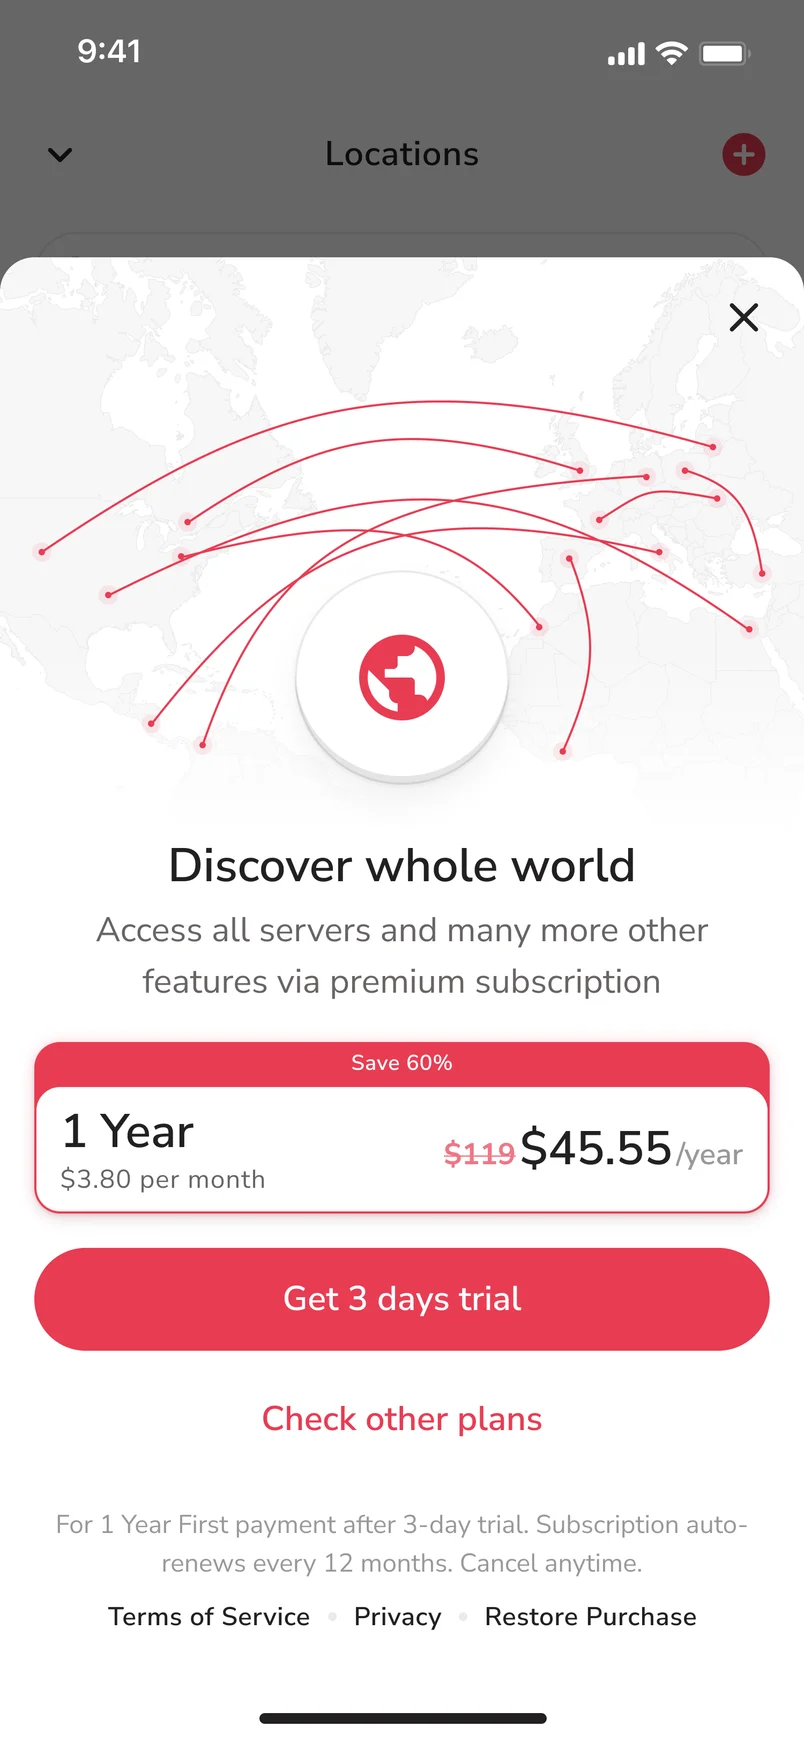 9:41
Locations
Discover whole world
Access all servers and many more other
features via premium subscription
Save 60%
1 Year
$119 $45.55 /year
$3.80 per month
Get 3 days trial
Check other plans
For 1 Year First payment after 3-day trial. Subscription auto-
renews every 12 months. Cancel anytime.
Terms of Service • Privacy • Restore Purchase